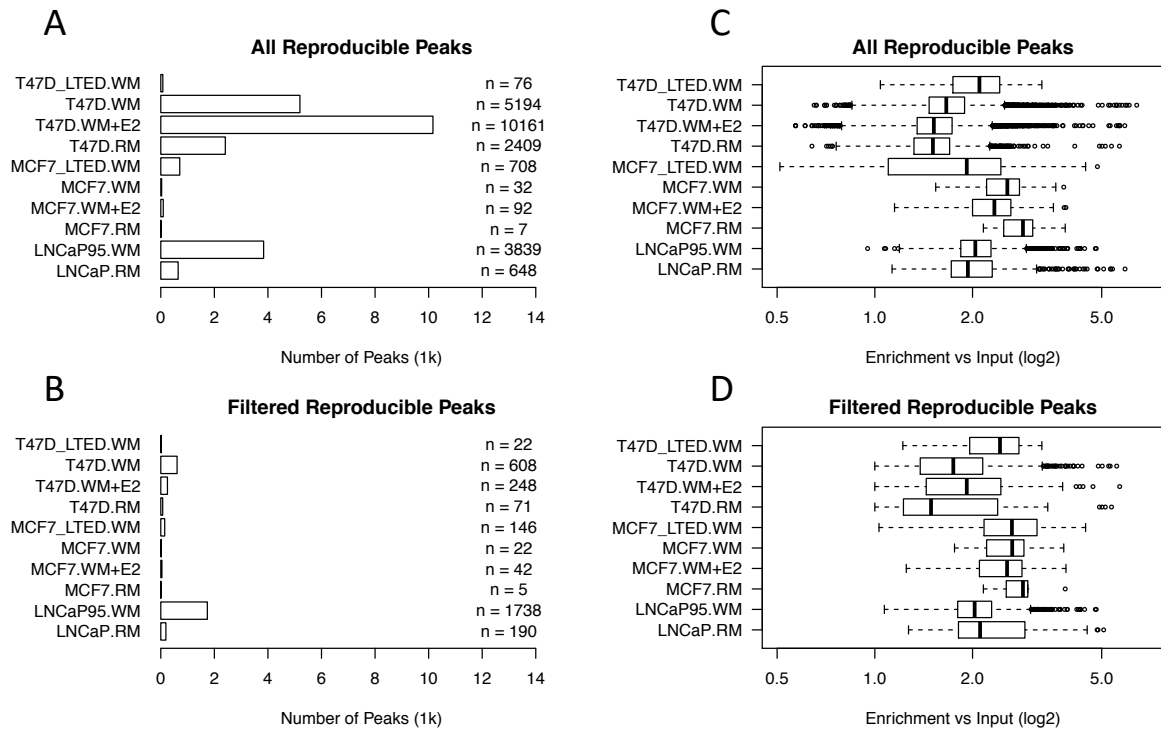 A
All Reproducible Peaks
T47D_LTED.WM n = 76
T47D.WM n = 5194
T47D.WM+E2 n = 10161
T47D.RM n = 2409
MCF7_LTED.WM n = 708
MCF7.WM n = 32
MCF7.WM+E2 n = 92
MCF7.RM n = 7
LNCaP95.WM n = 3839
LNCaP.RM n = 648
0 2 4 6 8 10 12 14
Number of Peaks (1k)
B
Filtered Reproducible Peaks
T47D_LTED.WM n = 22
T47D.WM n = 608
T47D.WM+E2 n = 248
T47D.RM n = 71
MCF7_LTED.WM n = 146
MCF7.WM n = 22
MCF7.WM+E2 n = 42
MCF7.RM n = 5
LNCaP95.WM n = 1738
LNCaP.RM n = 190
0 2 4 6 8 10 12 14
Number of Peaks (1k)
C
All Reproducible Peaks
T47D_LTED.WM
T47D.WM
T47D.WM+E2
T47D.RM
MCF7_LTED.WM
MCF7.WM
MCF7.WM+E2
MCF7.RM
LNCaP95.WM
LNCaP.RM
0.5 1.0 2.0 5.0
Enrichment vs Input (log2)
D
Filtered Reproducible Peaks
T47D_LTED.WM
T47D.WM
T47D.WM+E2
T47D.RM
MCF7_LTED.WM
MCF7.WM
MCF7.WM+E2
MCF7.RM
LNCaP95.WM
LNCaP.RM
0.5 1.0 2.0 5.0
Enrichment vs Input (log2)